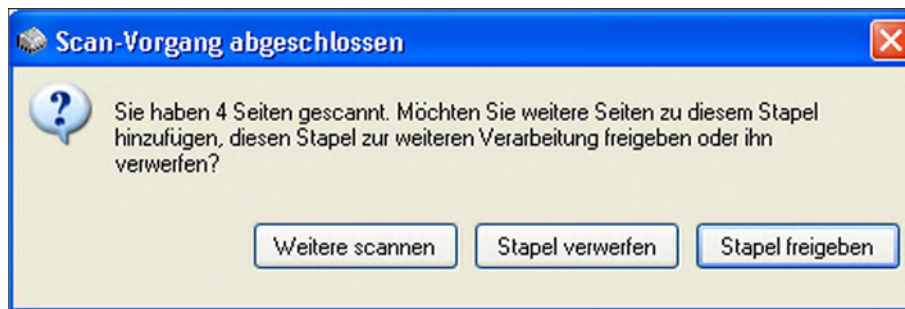 Scan-Vorgang abgeschlossen
Sie haben 4 Seiten gescannt. Möchten Sie weitere Seiten zu diesem Stapel
hinzufügen, diesen Stapel zur weiteren Verarbeitung freigeben oder ihn
verwerfen?
Weitere scannen
Stapel verwerfen
Stapel freigeben